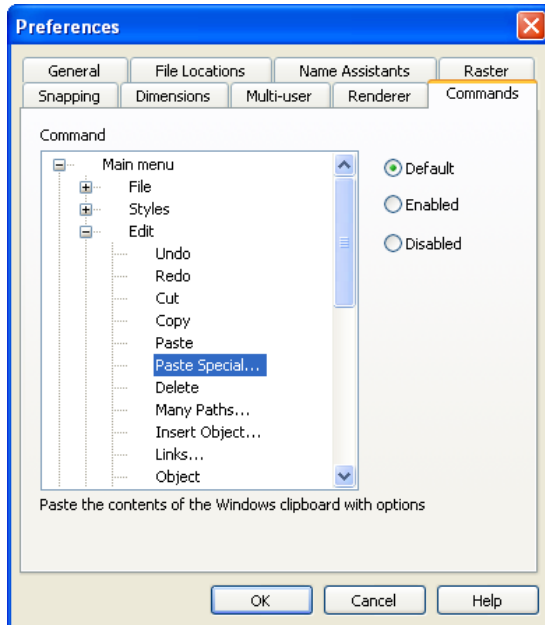 Preferences
General File Locations Name Assistants Raster
Snapping Dimensions Multi-user Renderer Commands
Command
Main menu
File
Styles
Edit
Undo
Redo
Cut
Copy
Paste
Paste Special...
Delete
Many Paths...
Insert Object...
Links...
Object
Default
Enabled
Disabled
Paste the contents of the Windows clipboard with options
OK Cancel Help